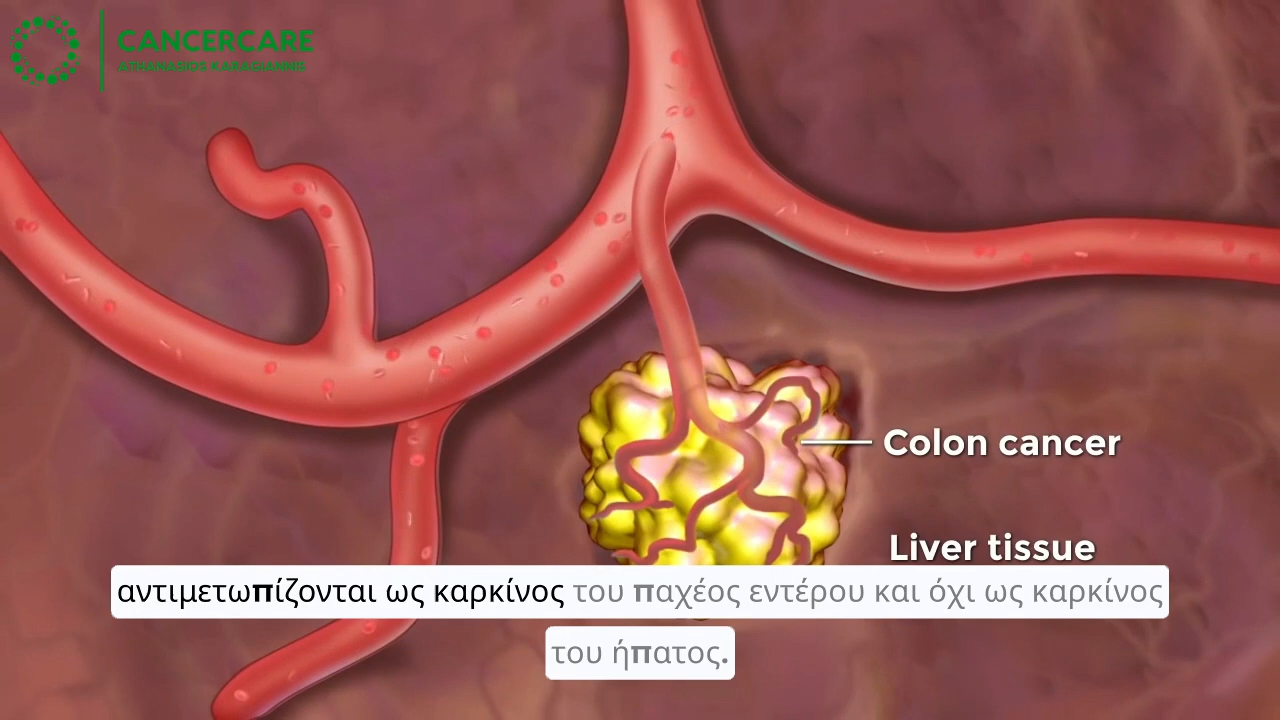 CANCERCARE
ATHANASIOS KARAGIANNIS
Colon cancer
Liver tissue
αντιμετωπίζονται ως καρκίνος του παχέος εντέρου και όχι ως καρκίνος
του ήπατος.